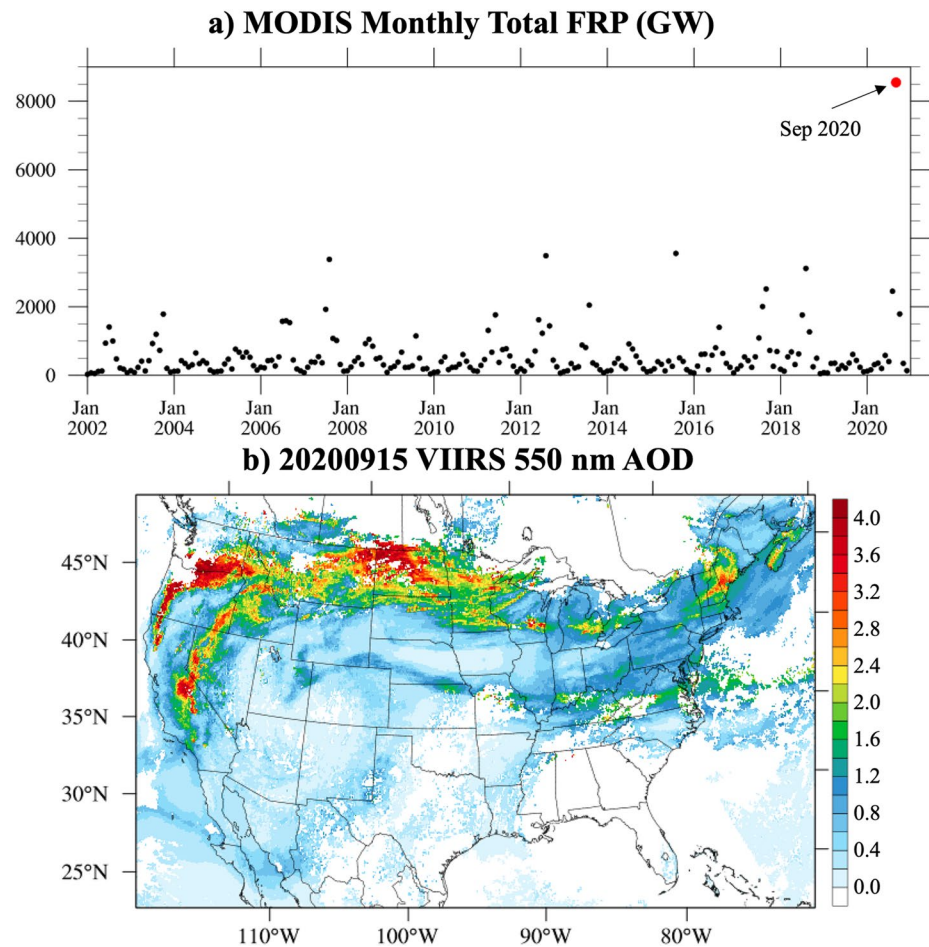 a) MODIS Monthly Total FRP (GW)
8000
6000
4000
2000
0
Sep 2020
Jan Jan Jan Jan Jan Jan Jan Jan Jan Jan
2002 2004 2006 2008 2010 2012 2014 2016 2018 2020
b) 20200915 VIIRS 550 nm AOD
45°N
40°N
35°N
30°N
25°N
110°W 100°W 90°W 80°W
4.0
3.6
3.2
2.8
2.4
2.0
1.6
1.2
0.8
0.4
0.0